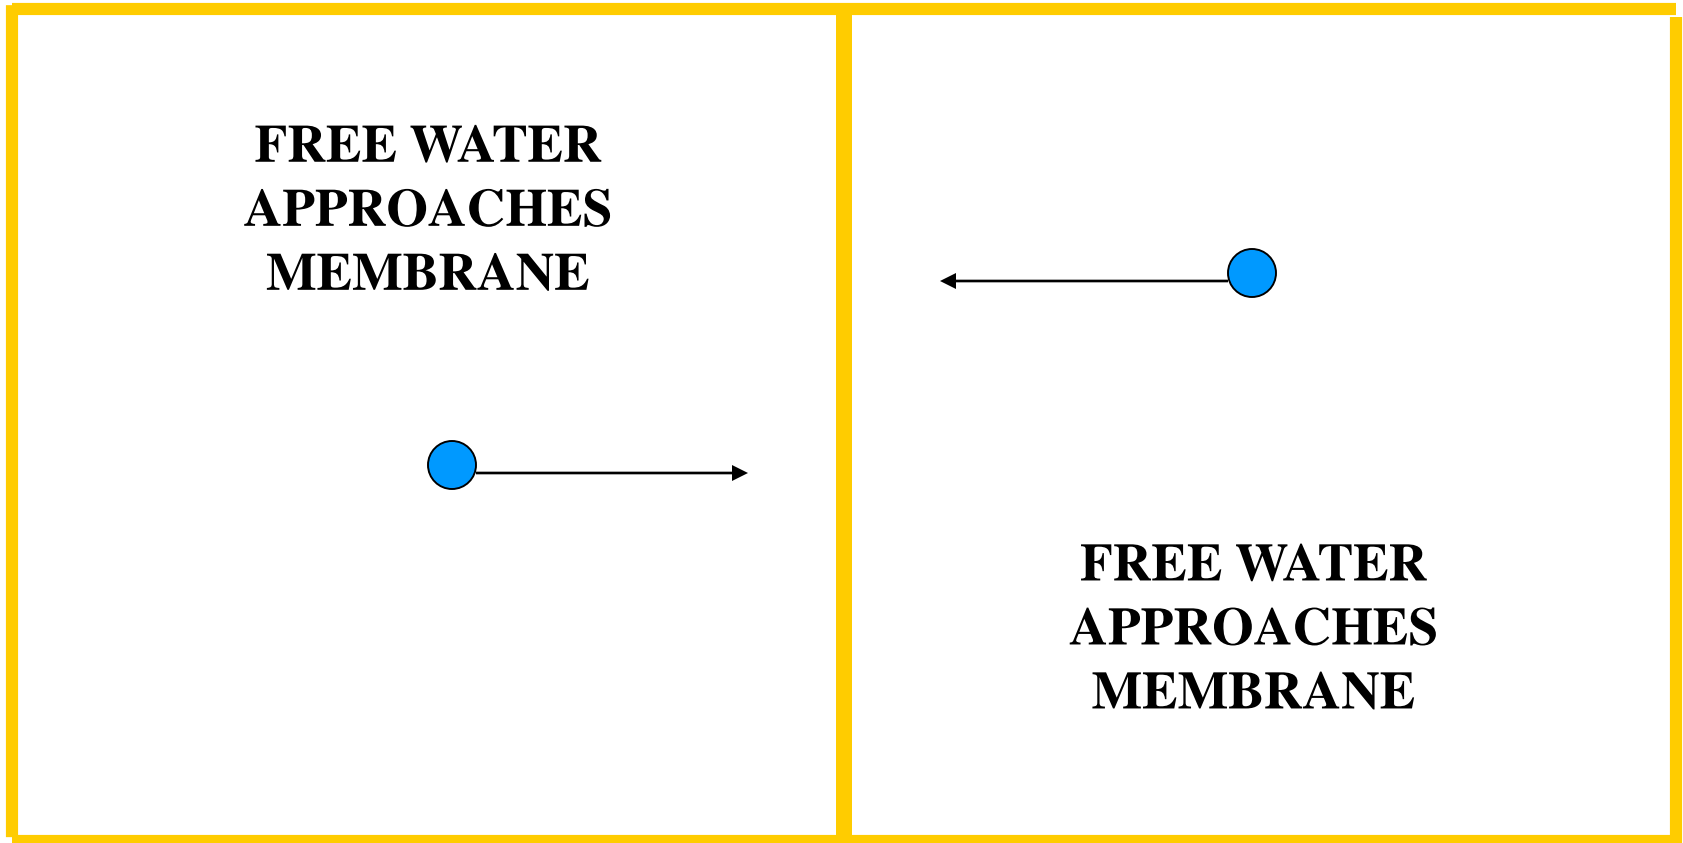 FREE WATER
APPROACHES
MEMBRANE
FREE WATER
APPROACHES
MEMBRANE